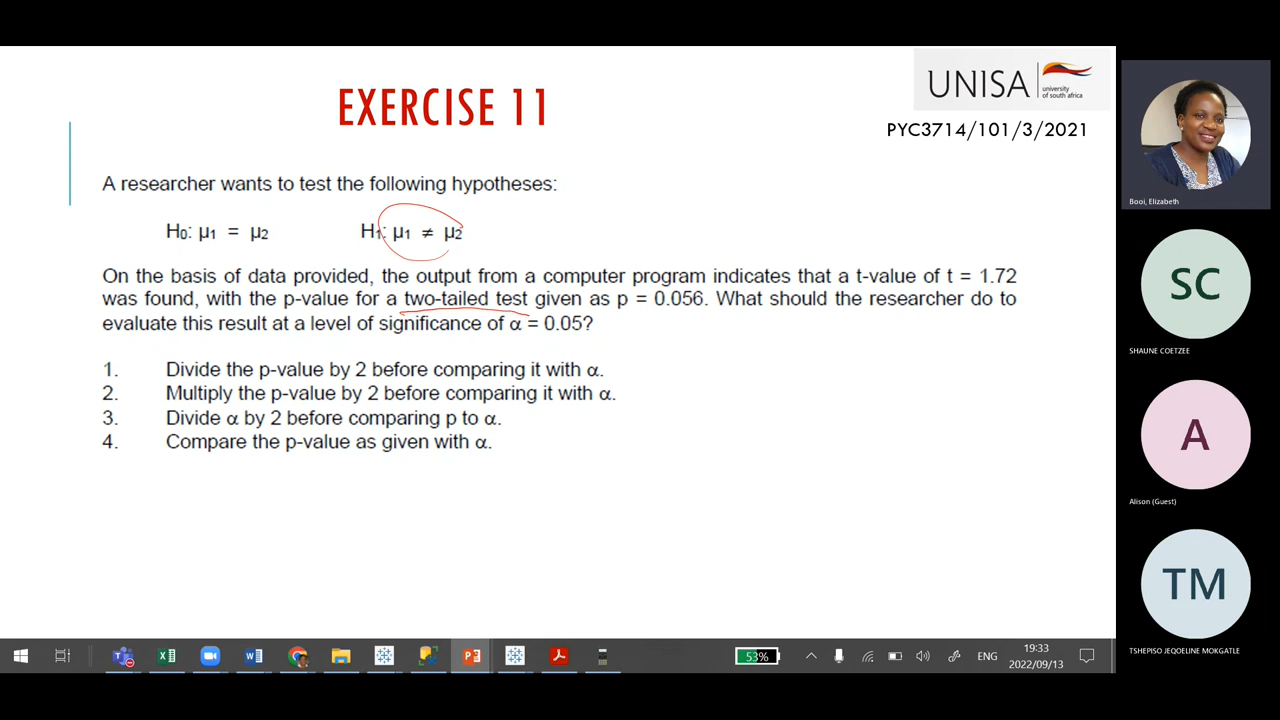 EXERCISE 11
UNISA
university
of south africa
PYC3714/101/3/2021
A researcher wants to test the following hypotheses:
H₀: µ₁ = µ₂ H₁: µ₁ ≠ µ₂
On the basis of data provided, the output from a computer program indicates that a t-value of t = 1.72
was found, with the p-value for a two-tailed test given as p = 0.056. What should the researcher do to
evaluate this result at a level of significance of α = 0.05?
1. Divide the p-value by 2 before comparing it with α.
2. Multiply the p-value by 2 before comparing it with α.
3. Divide α by 2 before comparing p to α.
4. Compare the p-value as given with α.
Booi, Elizabeth
SC
SHAUNE COETZEE
A
Alison (Guest)
TM
TSHEPISO JEQOELINE MOKGATLE
53%
ENG
19:33
2022/09/13